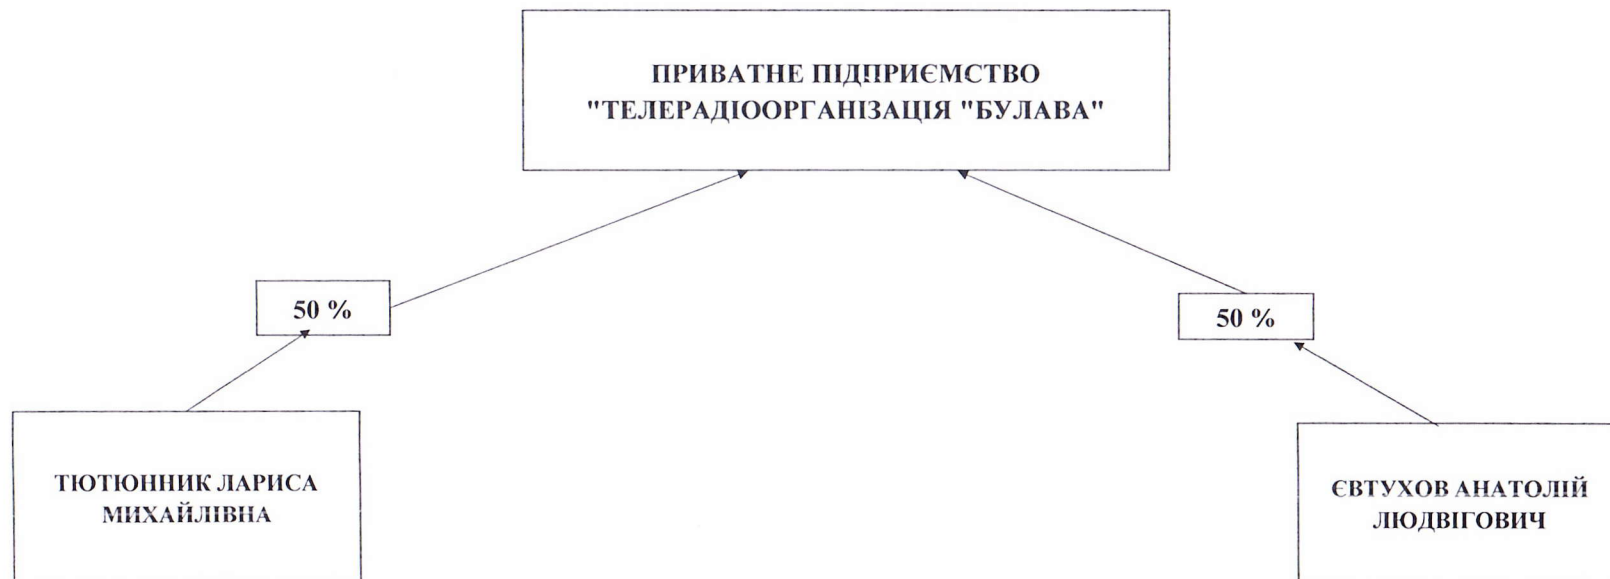 ПРИВАТНЕ ПІДПРИЄМСТВО
"ТЕЛЕРАДІООРГАНІЗАЦІЯ "БУЛАВА"
50 %
50 %
ТЮТЮННИК ЛАРИСА
МИХАЙЛІВНА
ЄВТУХОВ АНАТОЛІЙ
ЛЮДВІГОВИЧ